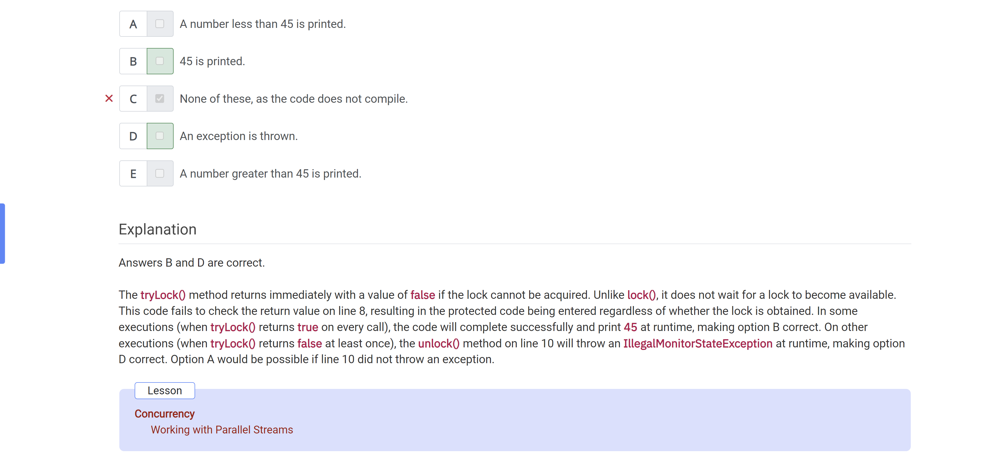 A A number less than 45 is printed.
B 45 is printed.
C None of these, as the code does not compile.
D An exception is thrown.
E A number greater than 45 is printed.
Explanation
Answers B and D are correct.
The tryLock() method returns immediately with a value of false if the lock cannot be acquired. Unlike lock(), it does not wait for a lock to become available.
This code fails to check the return value on line 8, resulting in the protected code being entered regardless of whether the lock is obtained. In some
executions (when tryLock() returns true on every call), the code will complete successfully and print 45 at runtime, making option B correct. On other
executions (when tryLock() returns false at least once), the unlock() method on line 10 will throw an IllegalMonitorStateException at runtime, making option
D correct. Option A would be possible if line 10 did not throw an exception.
Lesson
Concurrency
Working with Parallel Streams